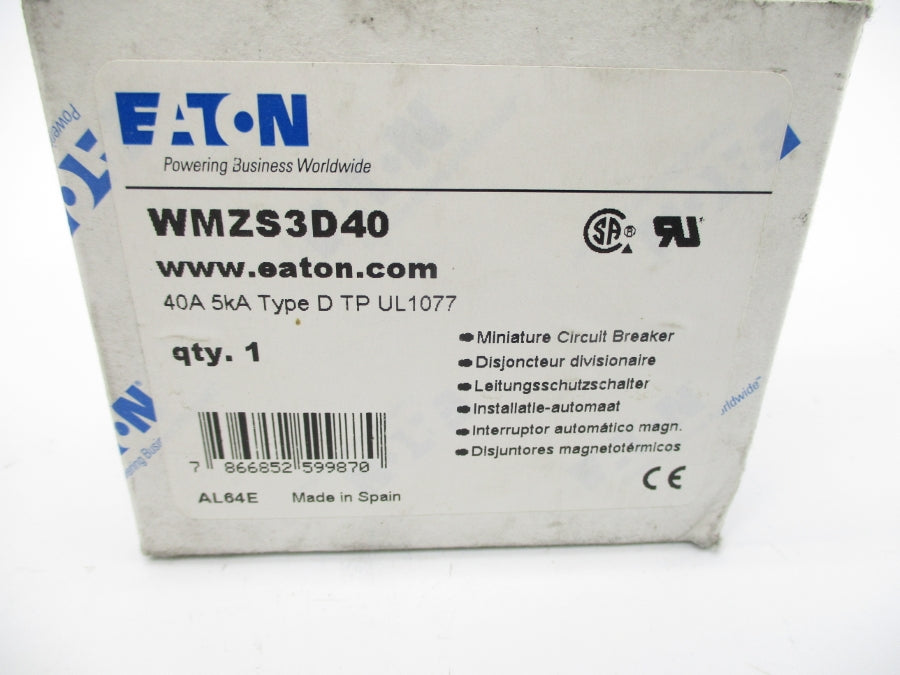 EATON
Powering Business Worldwide
WMZS3D40
www.eaton.com
40A 5kA Type D TP UL1077
qty. 1
Miniature Circuit Breaker
Disjoncteur divisionaire
Leitungsschutzschalter
Installatie-automaat
Interruptor automático magn.
Disjuntores magnetotérmicos
7 866852 599870
AL64E Made in Spain